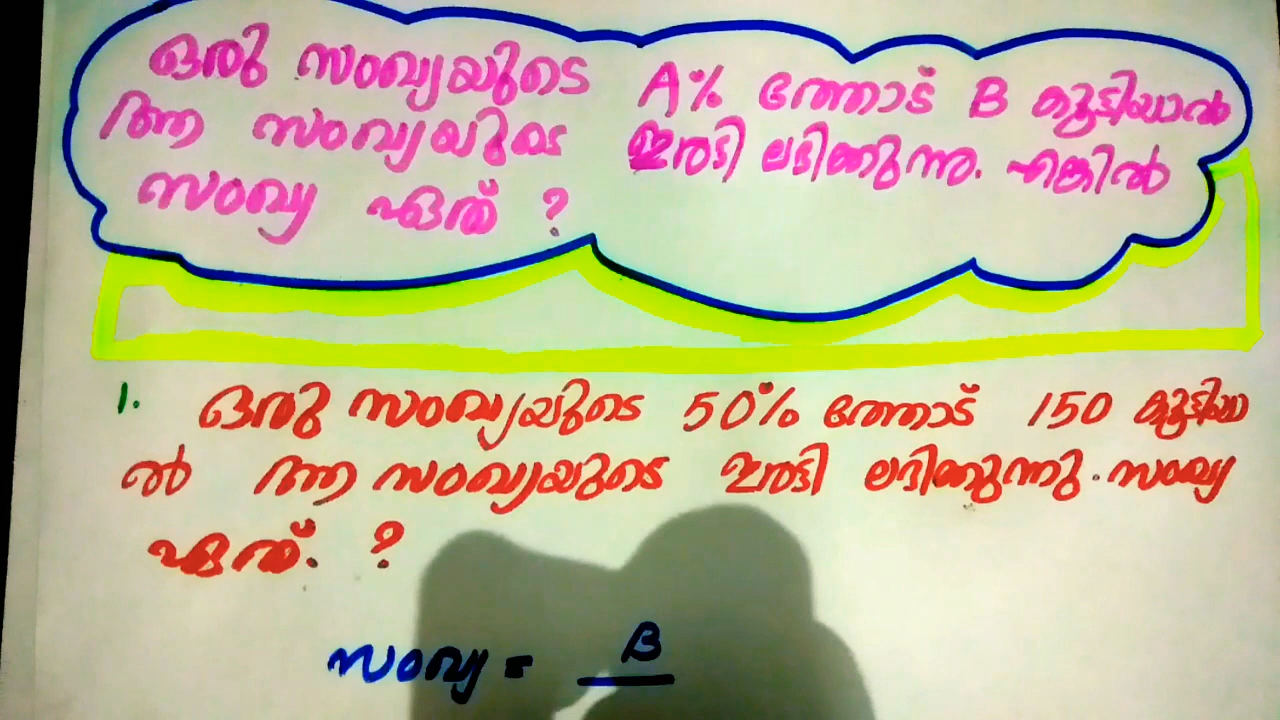 ഒരു സംഖ്യയുടെ A% ത്തോട് B കൂട്ടിയാൽ
ആ സംഖ്യയുടെ ഇരട്ടി ലഭിക്കുന്നു. എങ്കിൽ
സംഖ്യ ഏത് ?
1. ഒരു സംഖ്യയുടെ 50% ത്തോട് 150 കൂട്ടിയാ
ൽ ആ സംഖ്യയുടെ ഇരട്ടി ലഭിക്കുന്നു. സംഖ്യ
ഏത്. ?
സംഖ്യ = B